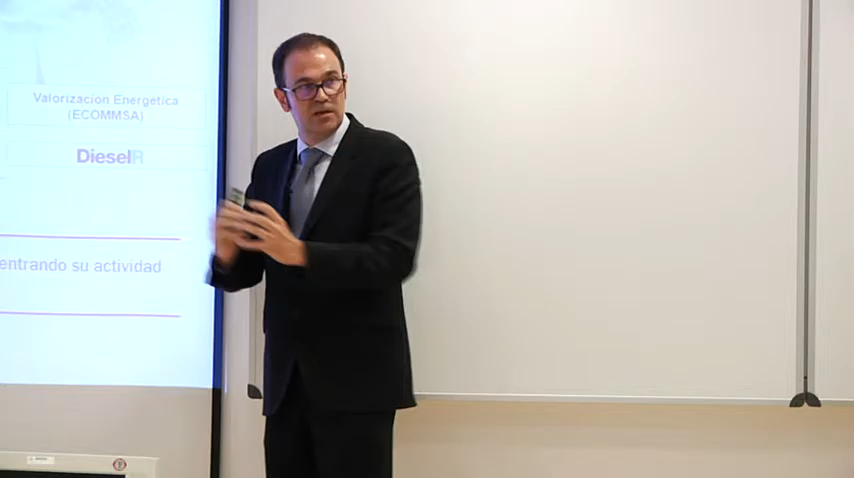 Valorización Energética
(ECOMMSA)
DieselR
entrando su actividad